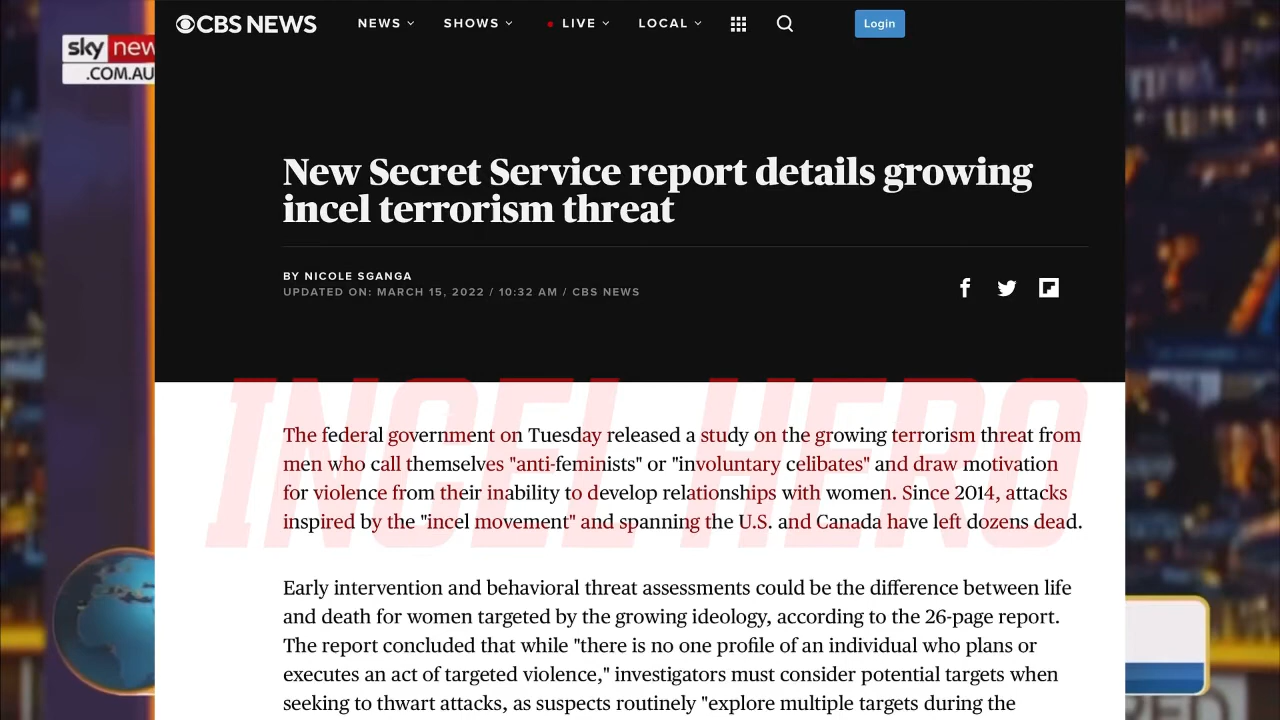 CBS NEWS
NEWS SHOWS LIVE LOCAL Login
sky new
.COM.AU
New Secret Service report details growing
incel terrorism threat
BY NICOLE SGANGA
UPDATED ON: MARCH 15, 2022 / 10:32 AM / CBS NEWS
INCEL HERO
The federal government on Tuesday released a study on the growing terrorism threat from
men who call themselves "anti-feminists" or "involuntary celibates" and draw motivation
for violence from their inability to develop relationships with women. Since 2014, attacks
inspired by the "incel movement" and spanning the U.S. and Canada have left dozens dead.
Early intervention and behavioral threat assessments could be the difference between life
and death for women targeted by the growing ideology, according to the 26-page report.
The report concluded that while "there is no one profile of an individual who plans or
executes an act of targeted violence," investigators must consider potential targets when
seeking to thwart attacks, as suspects routinely "explore multiple targets during the